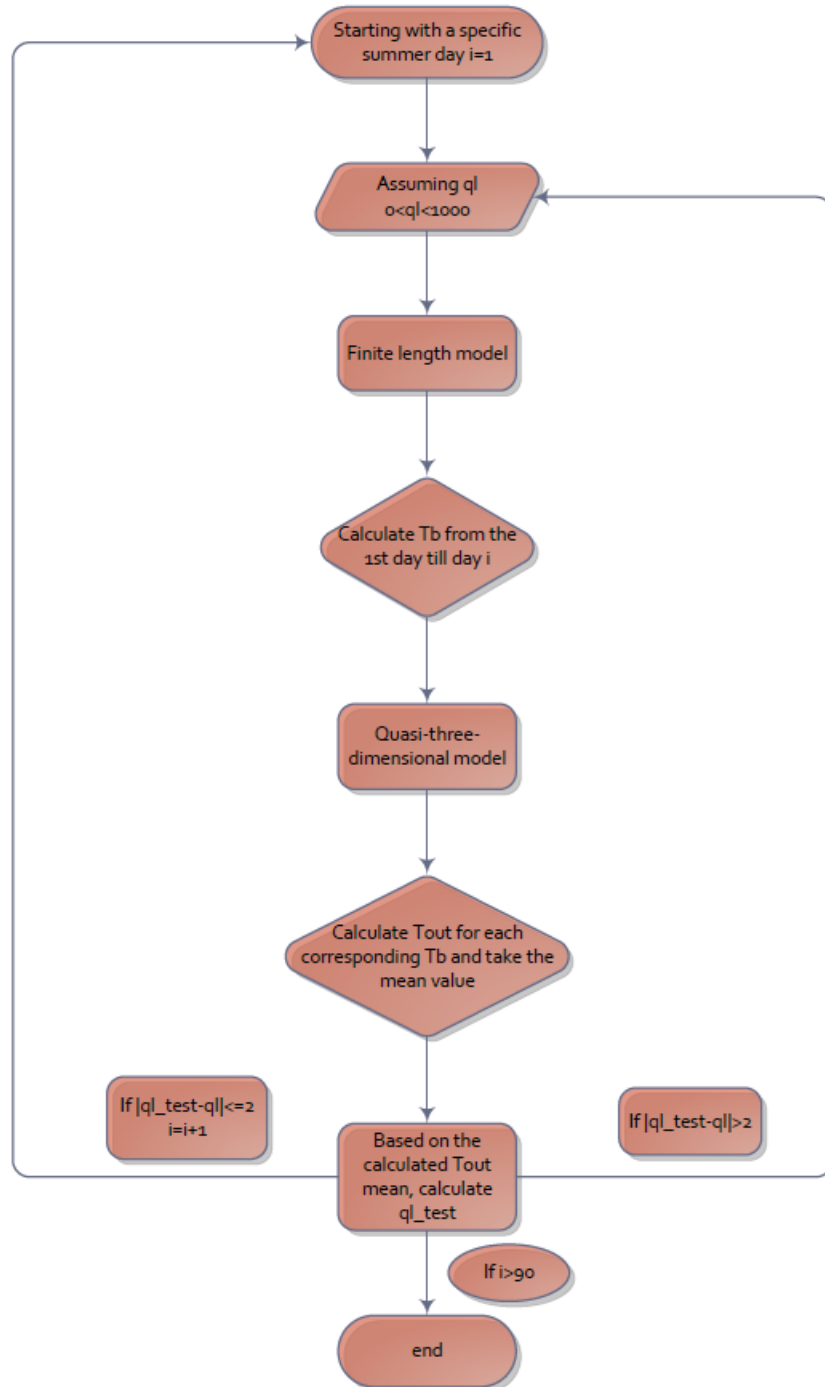 Starting with a specific
summer day i=1
Assuming ql
0<ql<1000
Finite length model
Calculate Tb from the
1st day till day i
Quasi-three-
dimensional model
Calculate Tout for each
corresponding Tb and take the
mean value
If |ql_test-ql|<=2
i=i+1
If |ql_test-ql|>2
Based on the
calculated Tout
mean, calculate
ql_test
If i>90
end